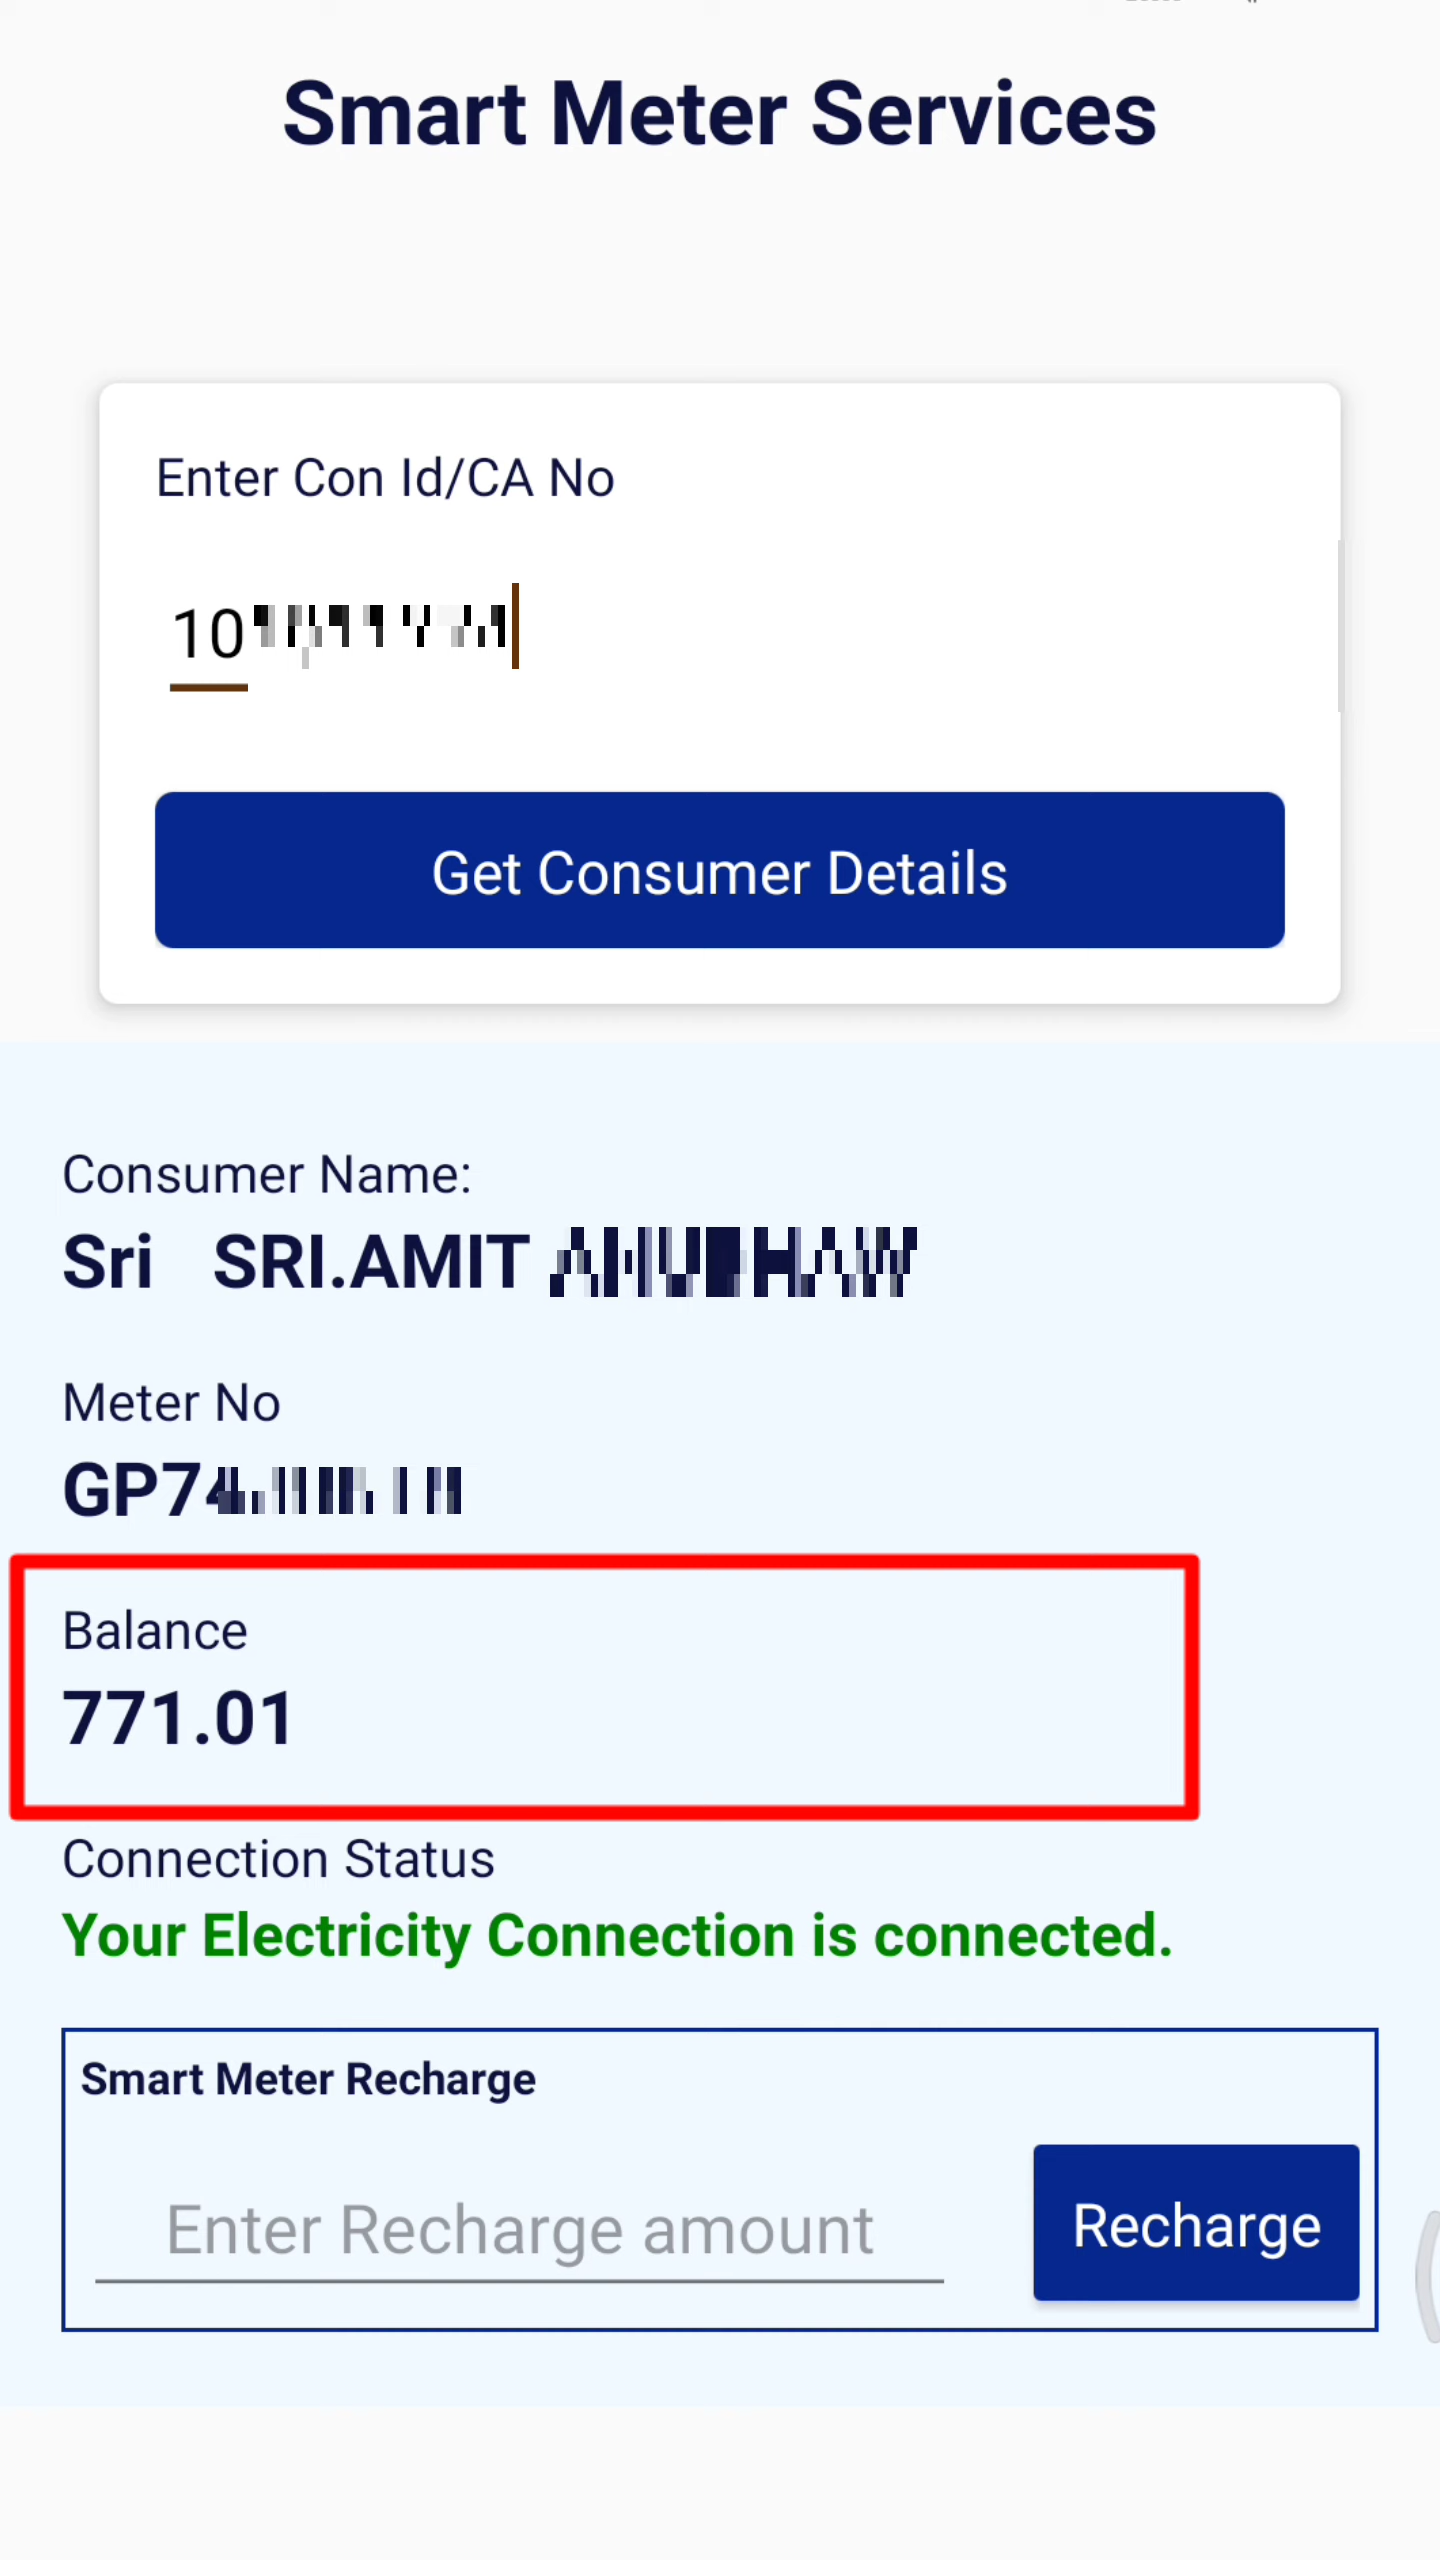 Smart Meter Services
Enter Con Id/CA No
10
Get Consumer Details
Consumer Name:
Sri SRI.AMIT
Meter No
GP74
Balance
771.01
Connection Status
Your Electricity Connection is connected.
Smart Meter Recharge
Enter Recharge amount
Recharge